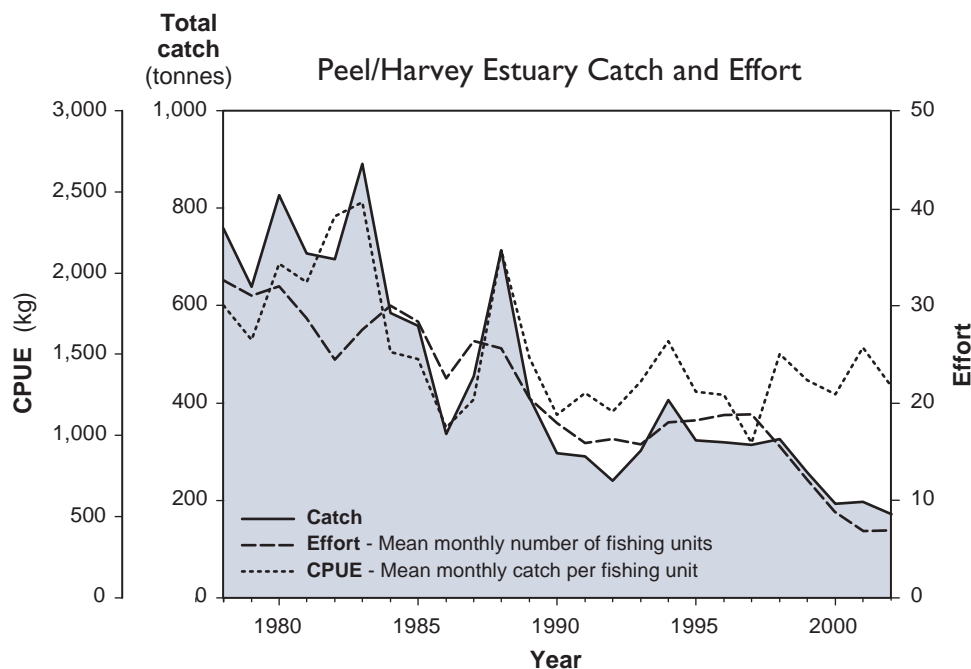 Total
catch
(tonnes)
Peel/Harvey Estuary Catch and Effort
3,000
1,000
50
2,500
800
40
2,000
600
30
1,500
400
20
1,000
200
10
500
0
0
0
CPUE (kg)
Effort
Catch
Effort - Mean monthly number of fishing units
CPUE - Mean monthly catch per fishing unit
1980
1985
1990
1995
2000
Year